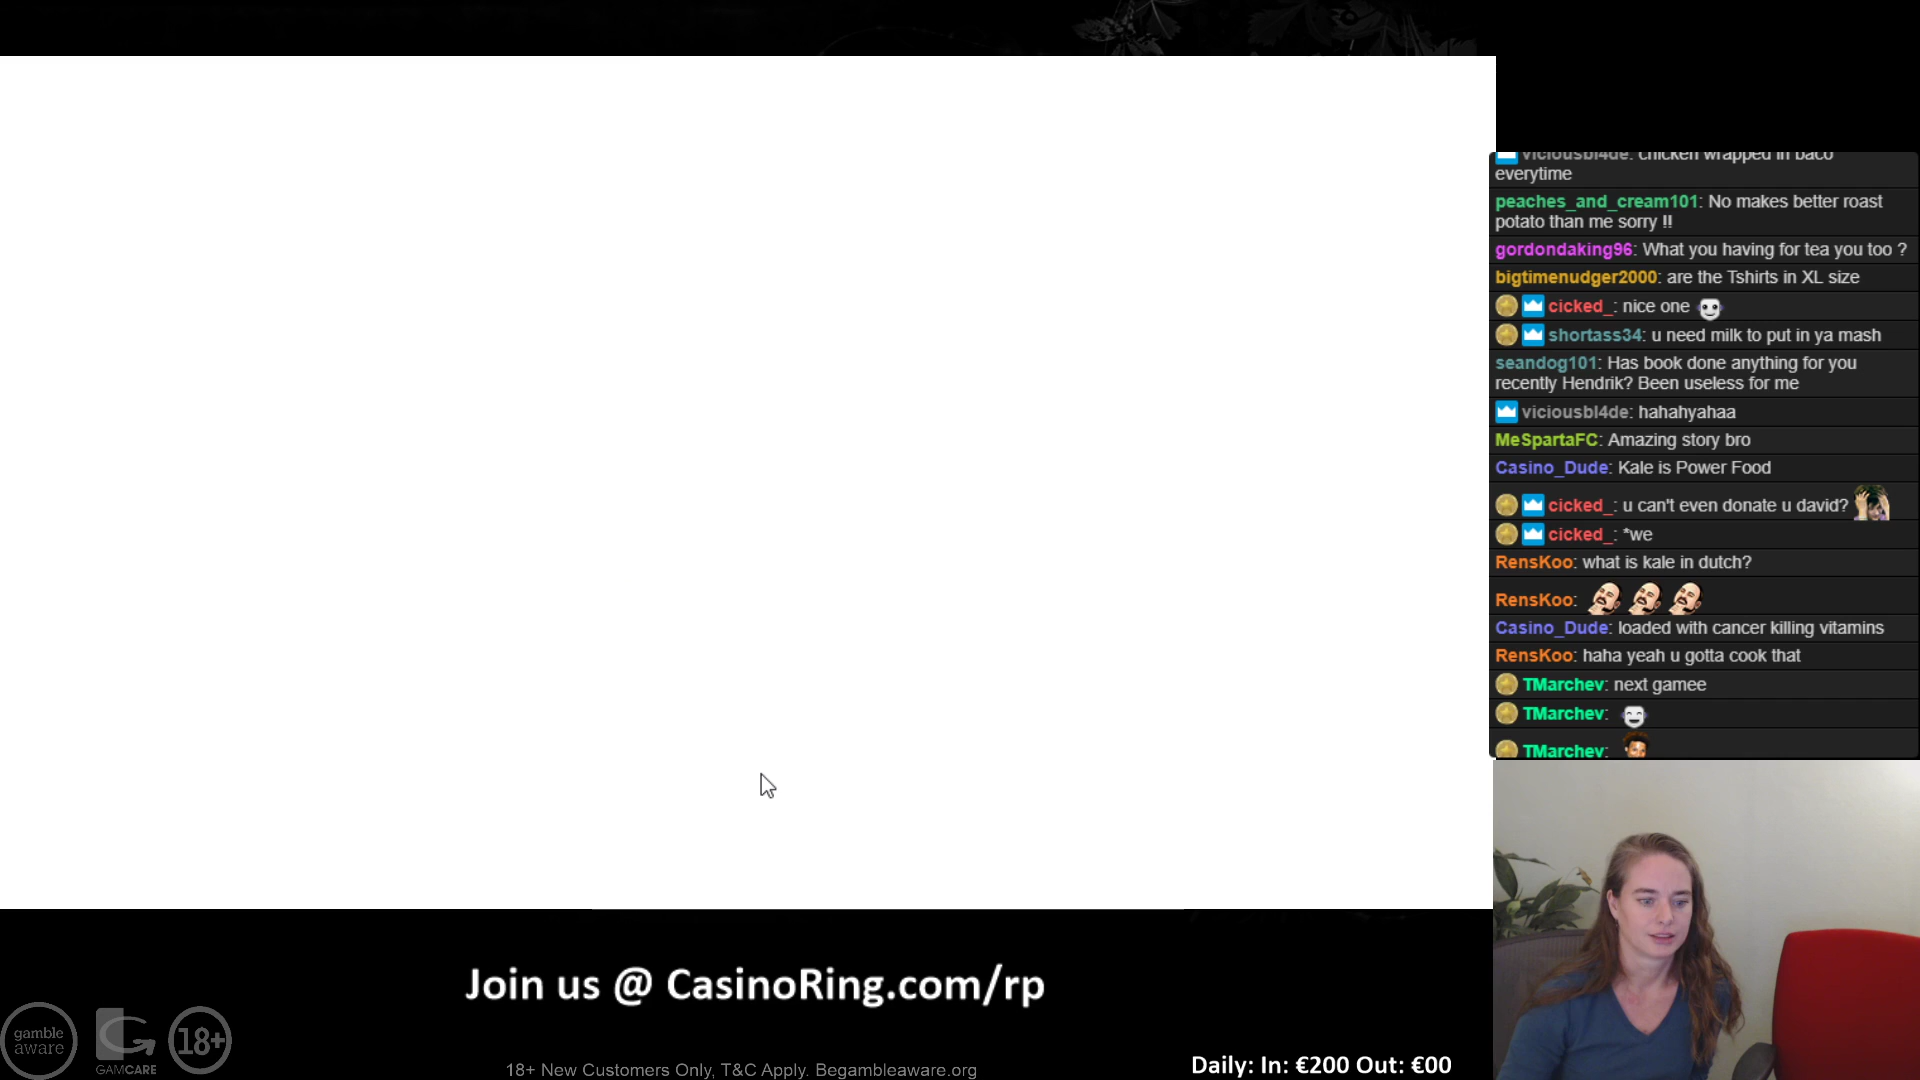 viciousbl4de: chicken wrapped in baco
everytime
peaches_and_cream101: No makes better roast
potato than me sorry !!
gordondaking96: What you having for tea you too ?
bigtimenudger2000: are the Tshirts in XL size
cicked_: nice one
shortass34: u need milk to put in ya mash
seandog101: Has book done anything for you
recently Hendrik? Been useless for me
viciousbl4de: hahahyahaa
MeSpartaFC: Amazing story bro
Casino_Dude: Kale is Power Food
cicked_: u can't even donate u david?
cicked_: *we
RensKoo: what is kale in dutch?
RensKoo:
Casino_Dude: loaded with cancer killing vitamins
RensKoo: haha yeah u gotta cook that
TMarchev: next gamee
TMarchev:
TMarchev:
Join us @ CasinoRing.com/rp
gamble
aware
GAMCARE
18+
18+ New Customers Only, T&C Apply. Begambleaware.org
Daily: In: €200 Out: €00